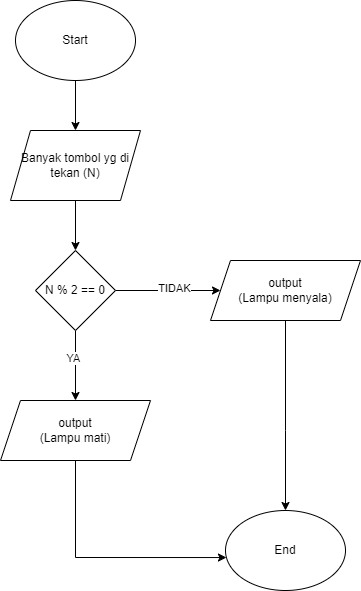 Start
Banyak tombol yg di
tekan (N)
N % 2 == 0
TIDAK
output
(Lampu menyala)
YA
output
(Lampu mati)
End